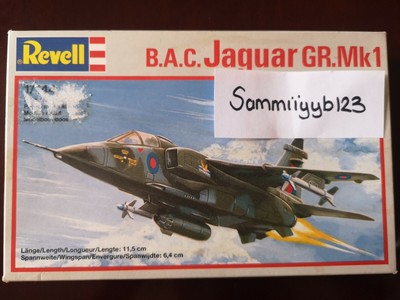 Revell
B.A.C. Jaguar GR.Mk1
Sammiiyyb123
Länge/Length/Longueur/Lengte: 11,5 cm
Spannweite/Wingspan/Envergure/Spanwijdte: 6,4 cm